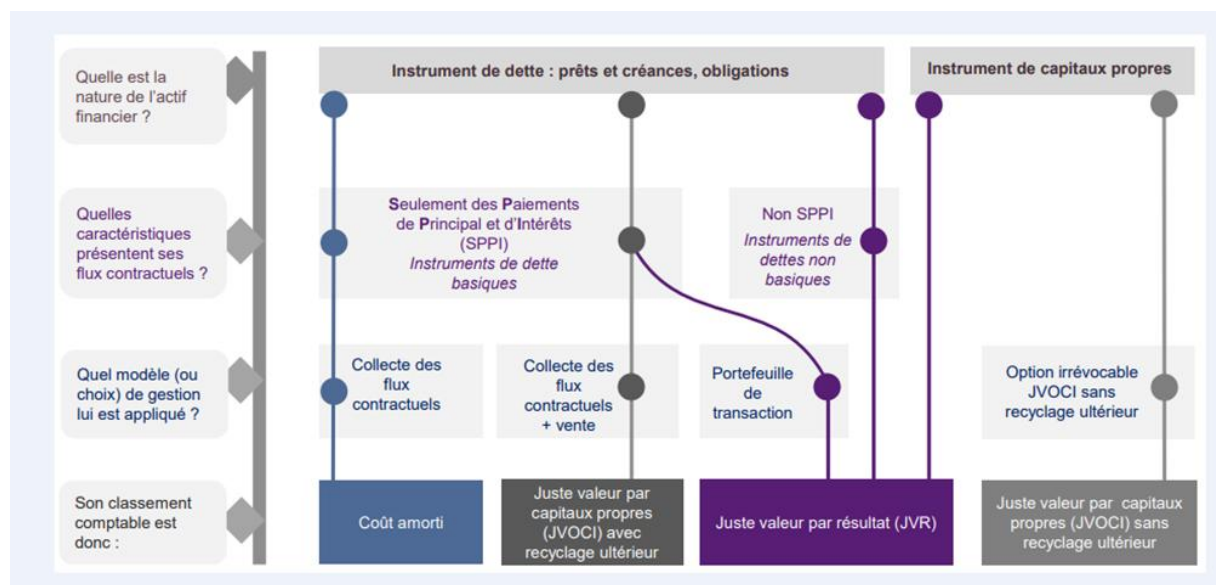 Quelle est la
nature de l'actif
financier ?
Instrument de dette : prêts et créances, obligations
Instrument de capitaux propres
Quelles
caractéristiques
présentent ses
flux contractuels ?
Seulement des Paiements
de Principal et d'Intérêts
(SPPI)
Instruments de dette
basiques
Non SPPI
Instruments de
dettes non
basiques
Quel modèle (ou
choix) de gestion
lui est appliqué ?
Collecte des
flux
contractuels
Collecte des
flux
contractuels
+ vente
Portefeuille
de
transaction
Option irrévocable
JVOCI sans
recyclage ultérieur
Son classement
comptable est
donc :
Coût amorti
Juste valeur par
capitaux propres
(JVOCI) avec
recyclage ultérieur
Juste valeur par résultat (JVR)
Juste valeur par capitaux
propres (JVOCI) sans
recyclage ultérieur